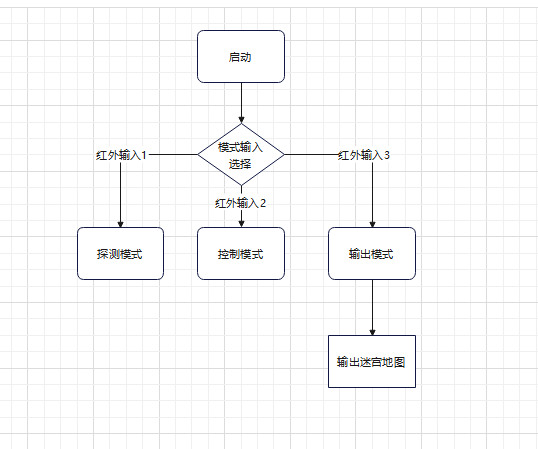 启动
模式输入
选择
红外输入1
红外输入3
红外输入2
探测模式
控制模式
输出模式
输出迷宫地图